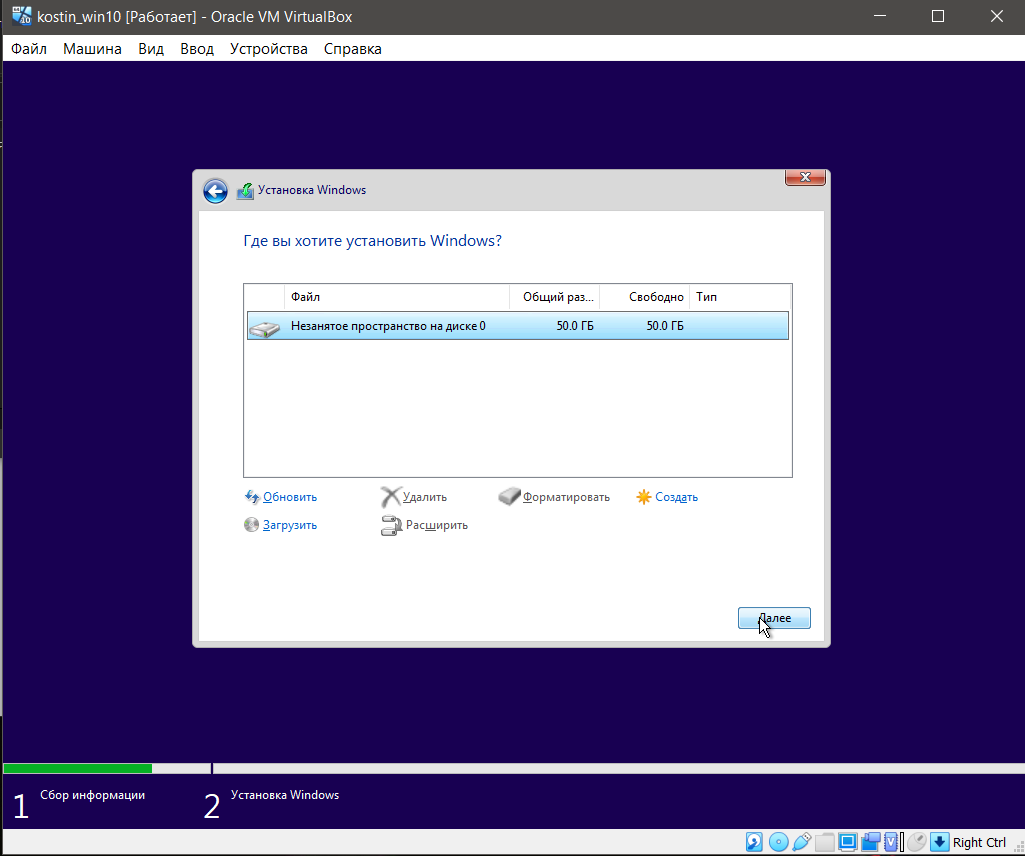 kostin_win10 [Работает] - Oracle VM VirtualBox
Файл Машина Вид Ввод Устройства Справка
Установка Windows
Где вы хотите установить Windows?
Файл Общий раз... Свободно Тип
Незанятое пространство на диске 0 50.0 ГБ 50.0 ГБ
Обновить Удалить Форматировать Создать
Загрузить Расширить
Далее
1 Сбор информации 2 Установка Windows
Right Ctrl